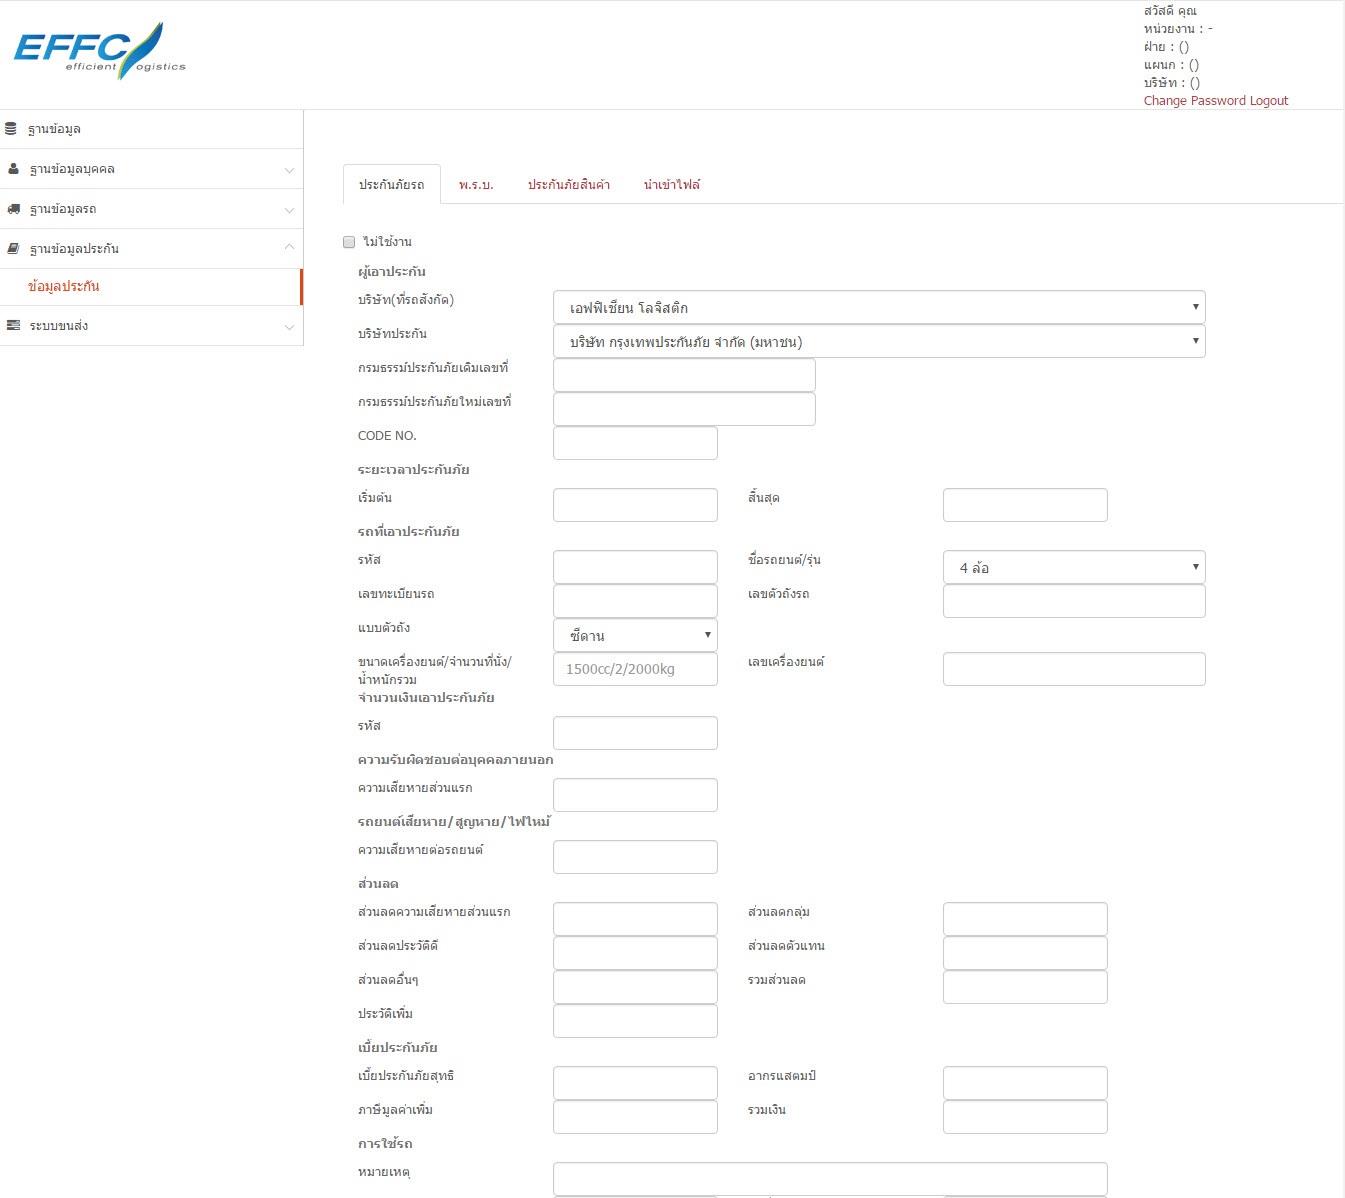 EFFC
efficient Logistics
สวัสดี คุณ
หน่วยงาน : -
ฝ่าย : ()
แผนก : ()
บริษัท : ()
Change Password Logout
ฐานข้อมูล
ฐานข้อมูลบุคคล
ฐานข้อมูลรถ
ฐานข้อมูลประกัน
ข้อมูลประกัน
ระบบขนส่ง
ประกันภัยรถ พ.ร.บ. ประกันภัยสินค้า นำเข้าไฟล์
ไม่ใช้งาน
ผู้เอาประกัน
บริษัท(ที่รถสังกัด) เอฟฟิเชี่ยน โลจิสติก
บริษัทประกัน บริษัท กรุงเทพประกันภัย จำกัด (มหาชน)
กรมธรรม์ประกันภัยเดิมเลขที่
กรมธรรม์ประกันภัยใหม่เลขที่
CODE NO.
ระยะเวลาประกันภัย
เริ่มต้น สิ้นสุด
รถที่เอาประกันภัย
รหัส ชื่อรถยนต์/รุ่น 4 ล้อ
เลขทะเบียนรถ เลขตัวถังรถ
แบบตัวถัง ซีดาน
ขนาดเครื่องยนต์/จำนวนที่นั่ง/ 1500cc/2/2000kg เลขเครื่องยนต์
น้ำหนักรวม
จำนวนเงินเอาประกันภัย
รหัส
ความรับผิดชอบต่อบุคคลภายนอก
ความเสียหายส่วนแรก
รถยนต์เสียหาย/สูญหาย/ไฟไหม้
ความเสียหายต่อรถยนต์
ส่วนลด
ส่วนลดความเสียหายส่วนแรก ส่วนลดกลุ่ม
ส่วนลดประวัติดี ส่วนลดตัวแทน
ส่วนลดอื่นๆ รวมส่วนลด
ประวัติเพิ่ม
เบี้ยประกันภัย
เบี้ยประกันภัยสุทธิ อากรแสตมป์
ภาษีมูลค่าเพิ่ม รวมเงิน
การใช้รถ
หมายเหตุ